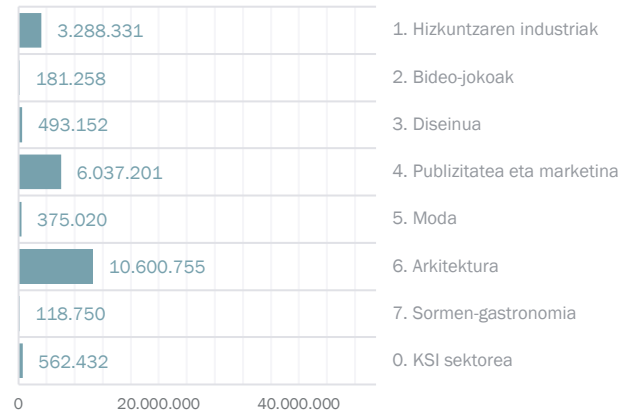 3.288.331 1. Hizkuntzaren industriak
181.258 2. Bideo-jokoak
493.152 3. Diseinua
6.037.201 4. Publizitatea eta marketina
375.020 5. Moda
10.600.755 6. Arkitektura
118.750 7. Sormen-gastronomia
562.432 0. KSI sektorea
0 20.000.000 40.000.000